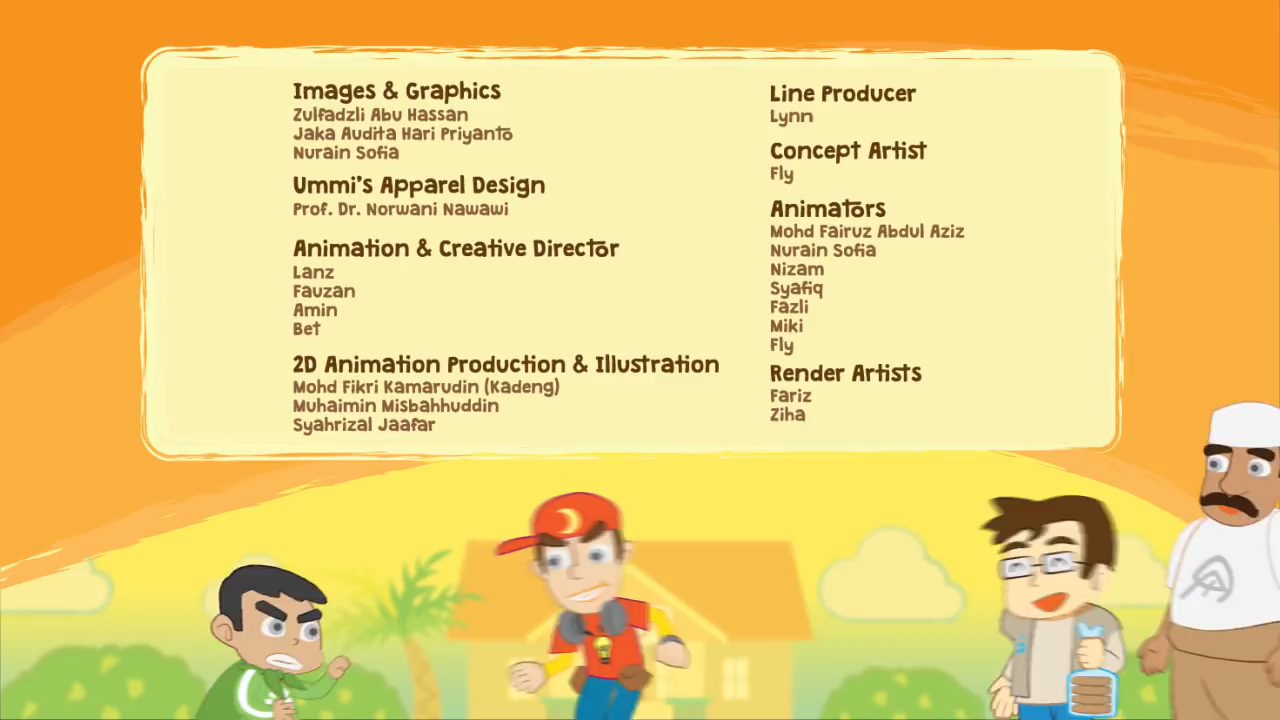 Images & Graphics
Zulfadzli Abu Hassan
Jaka Audita Hari Priyanto
Nurain Sofia
Ummi's Apparel Design
Prof. Dr. Norwani Nawawi
Animation & Creative Director
Lanz
Fauzan
Amin
Bet
2D Animation Production & Illustration
Mohd Fikri Kamarudin (Kadeng)
Muhaimin Misbahhuddin
Syahrizal Jaafar
Line Producer
Lynn
Concept Artist
Fly
Animators
Mohd Fairuz Abdul Aziz
Nurain Sofia
Nizam
Syafiq
Fazli
Miki
Fly
Render Artists
Fariz
Ziha